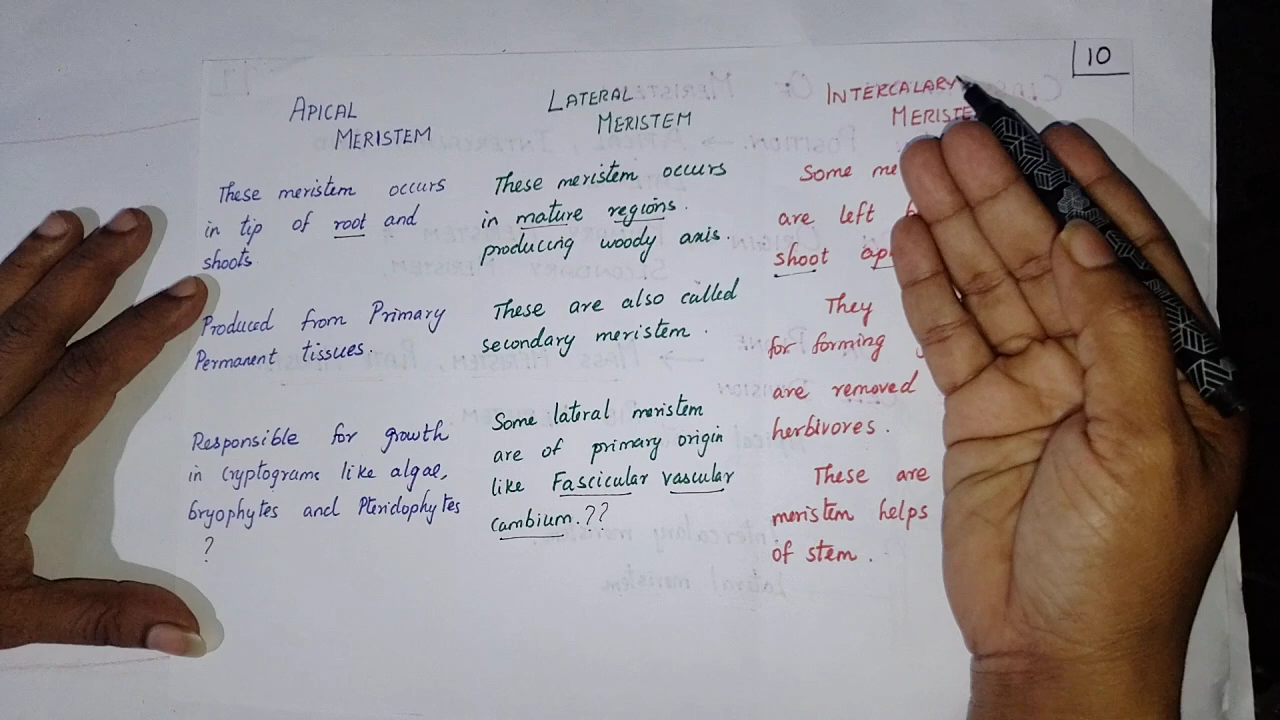 10
APICAL
MERISTEM
These meristem occurs
in tip of root and
shoots.
Produced from Primary
Permanent tissues.
Responsible for growth
in cryptograms like algae,
bryophytes and Pteridophytes
?
LATERAL
MERISTEM
These meristem occurs
in mature regions.
producing woody axis.
These are also called
secondary meristem.
Some lateral meristem
are of primary origin
like Fascicular vascular
cambium.??
INTERCALARY
Some
are left
shoot
They
for forming
are removed
herbivores.
These are
meristem helps
of stem.